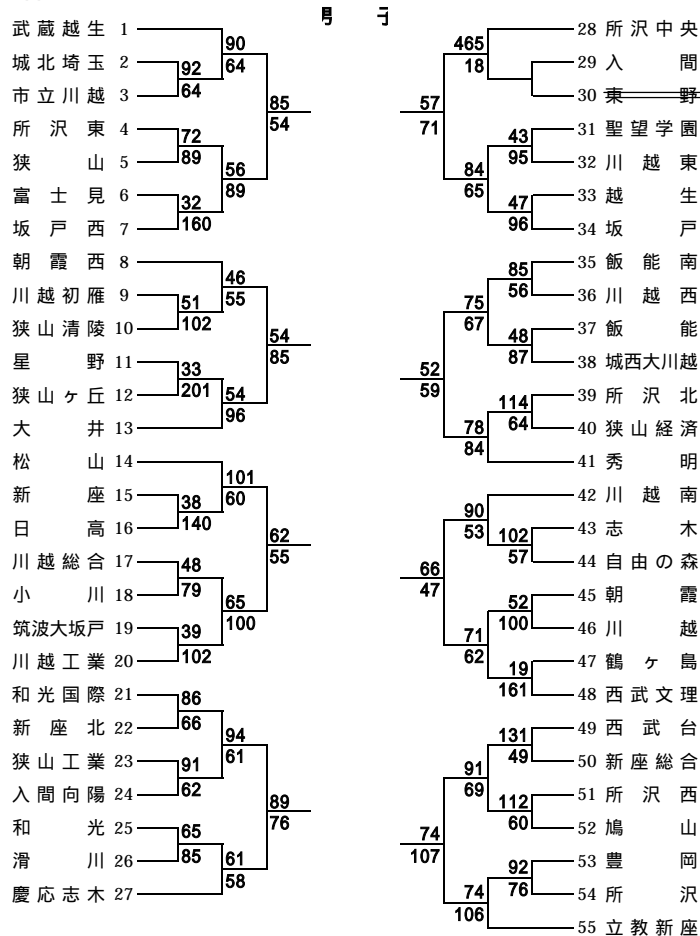 男 子
武蔵越生 1
城北埼玉 2
市立川越 3
所沢東 4
狭山 5
富士見 6
坂戸西 7
朝霞西 8
川越初雁 9
狭山清陵 10
星野 11
狭山ヶ丘 12
大井 13
松山 14
新座 15
日高 16
川越総合 17
小川 18
筑波大坂戸 19
川越工業 20
和光国際 21
新座北 22
狭山工業 23
入間向陽 24
和光 25
滑川 26
慶応志木 27
92
64
72
89
32
160
51
102
33
201
38
140
48
79
39
102
86
66
91
62
65
85
90
64
56
89
46
55
54
96
101
60
65
100
94
61
61
58
85
54
54
85
62
55
89
76
57
71
52
59
66
47
74
107
465
18
84
65
75
67
78
84
90
53
71
62
91
69
74
106
43
95
47
96
85
56
48
87
114
64
102
57
52
100
19
161
131
49
112
60
92
76
28 所沢中央
29 入間
30 東野
31 聖望学園
32 川越東
33 越生
34 坂戸
35 飯能南
36 川越西
37 飯能
38 城西大川越
39 所沢北
40 狭山経済
41 秀明
42 川越南
43 志木
44 自由の森
45 朝霞
46 川越
47 鶴ヶ島
48 西武文理
49 西武台
50 新座総合
51 所沢西
52 鳩山
53 豊岡
54 所沢
55 立教新座